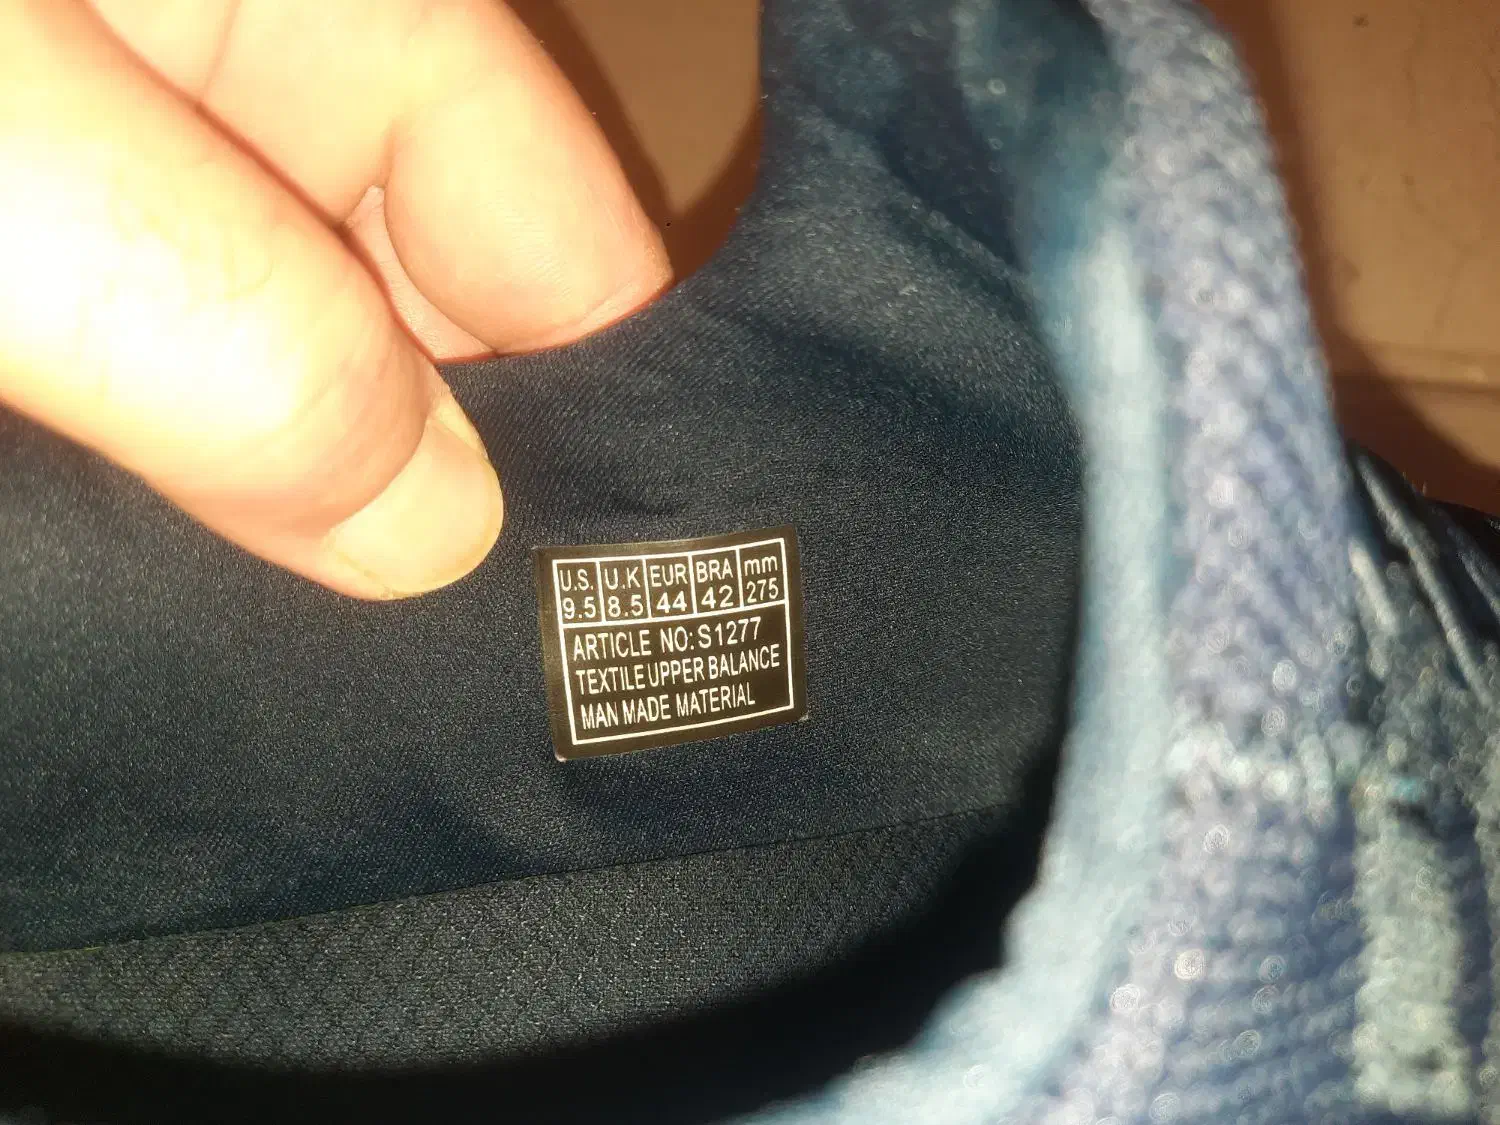 U.S. U.K EUR BRA mm
9.5 8.5 44 42 275
ARTICLE NO: S1277
TEXTILE UPPER BALANCE
MAN MADE MATERIAL